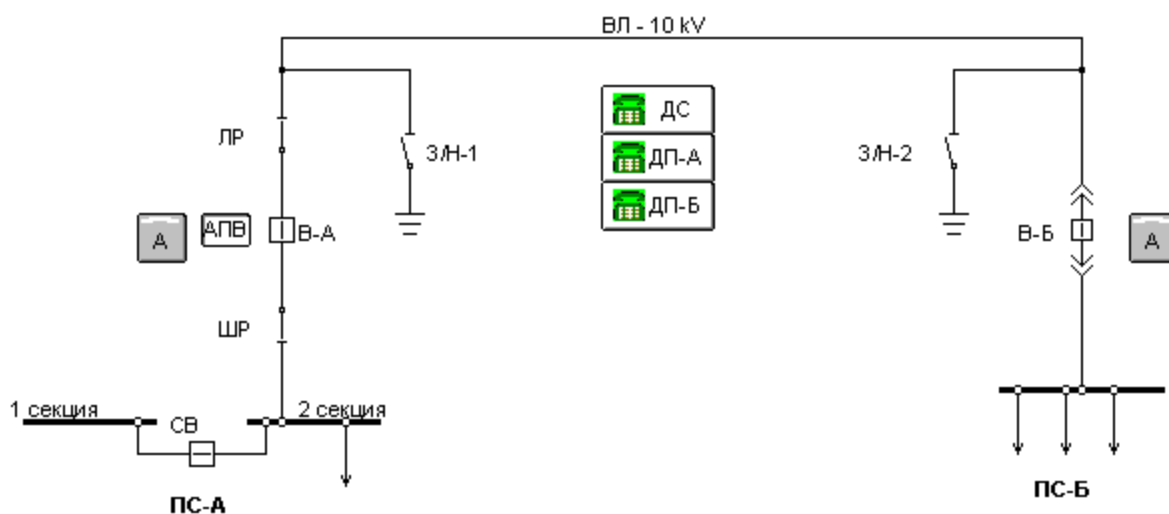 ВЛ - 10 kV
ЛР
З/Н-1
ДС
ДП-А
ДП-Б
З/Н-2
А
АПВ
В-А
В-Б
А
ШР
1 секция
СВ
2 секция
ПС-А
ПС-Б